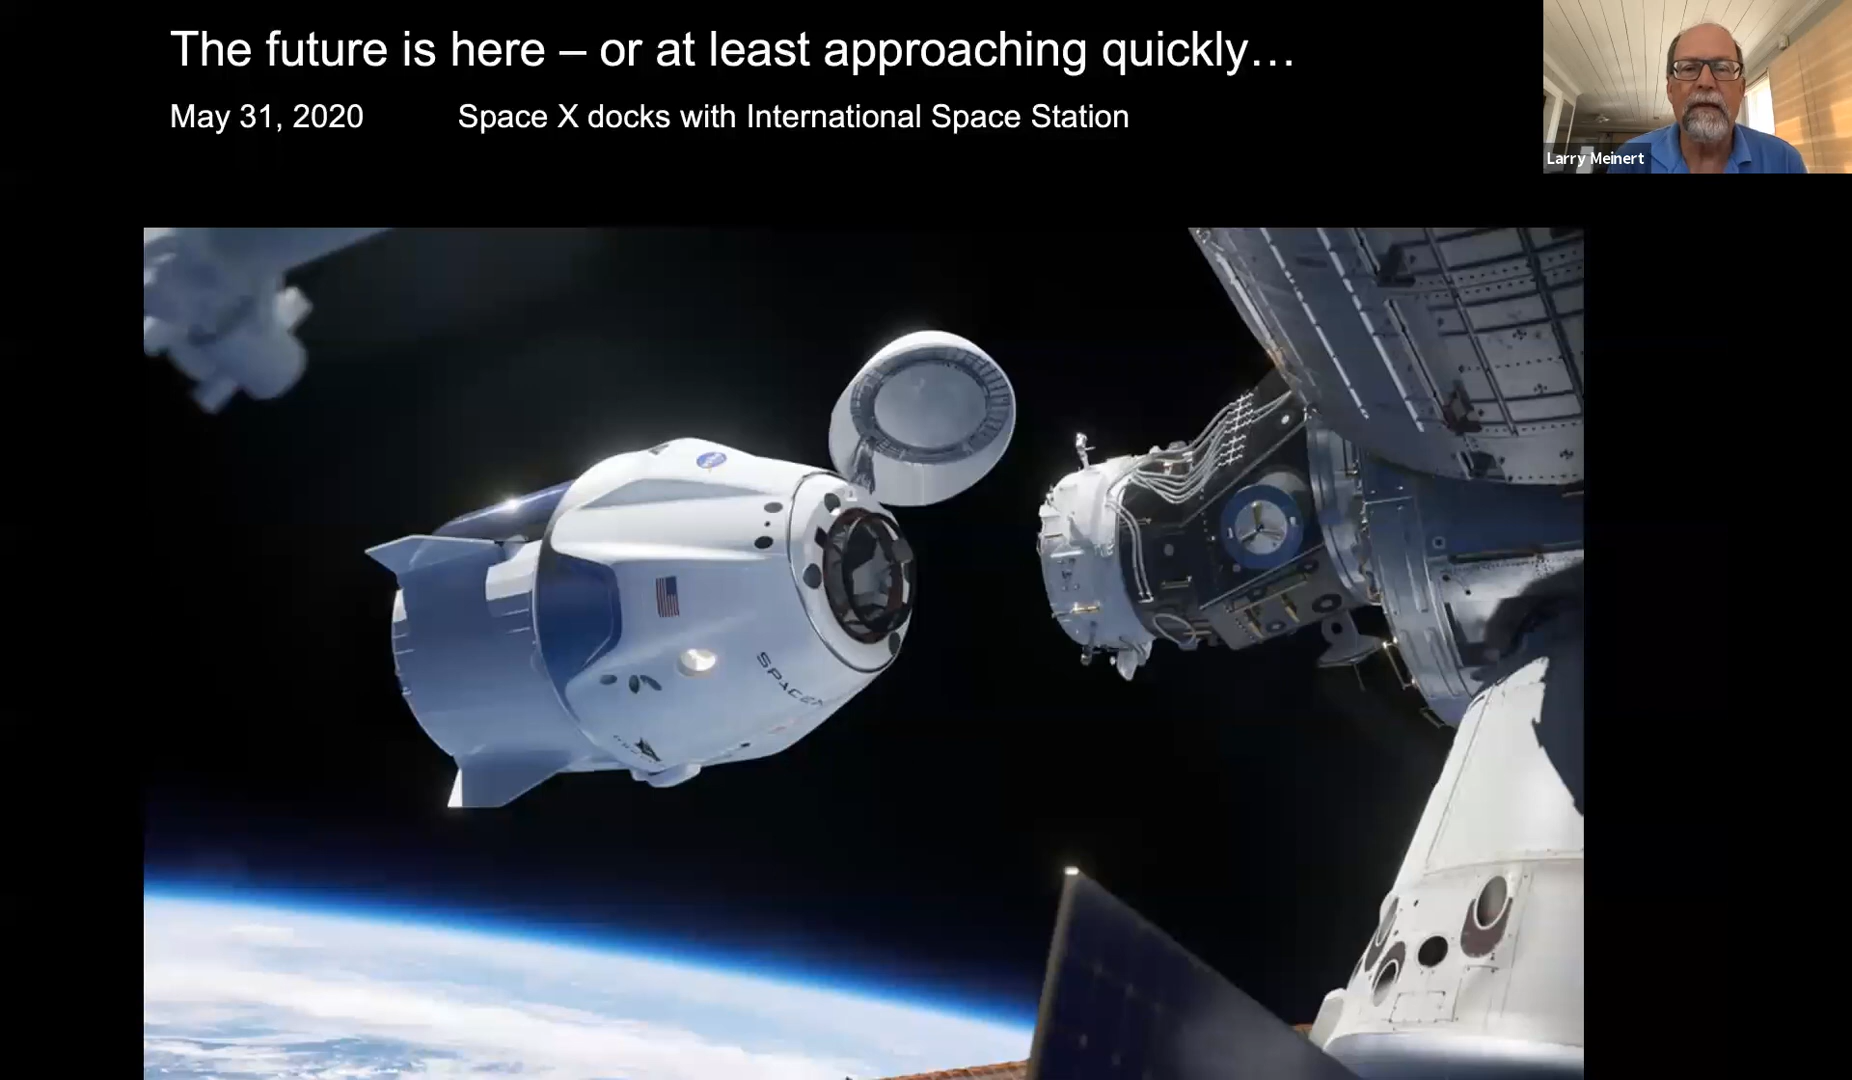 The future is here – or at least approaching quickly…
May 31, 2020 Space X docks with International Space Station
Larry Meinert
SPACEX